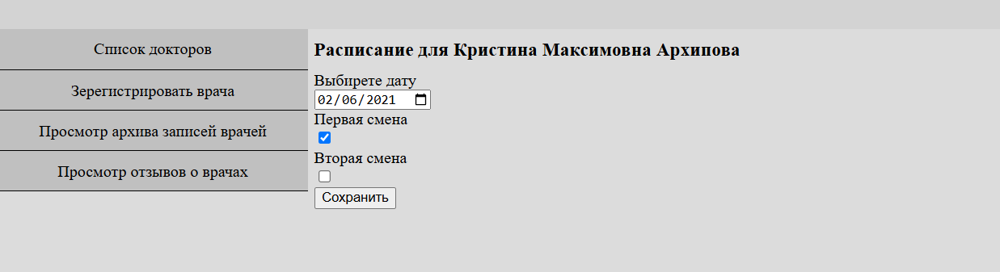 Список докторов
Зерегистрировать врача
Просмотр архива записей врачей
Просмотр отзывов о врачах
Расписание для Кристина Максимовна Архипова
Выбирете дату
02/06/2021
Первая смена
Вторая смена
Сохранить